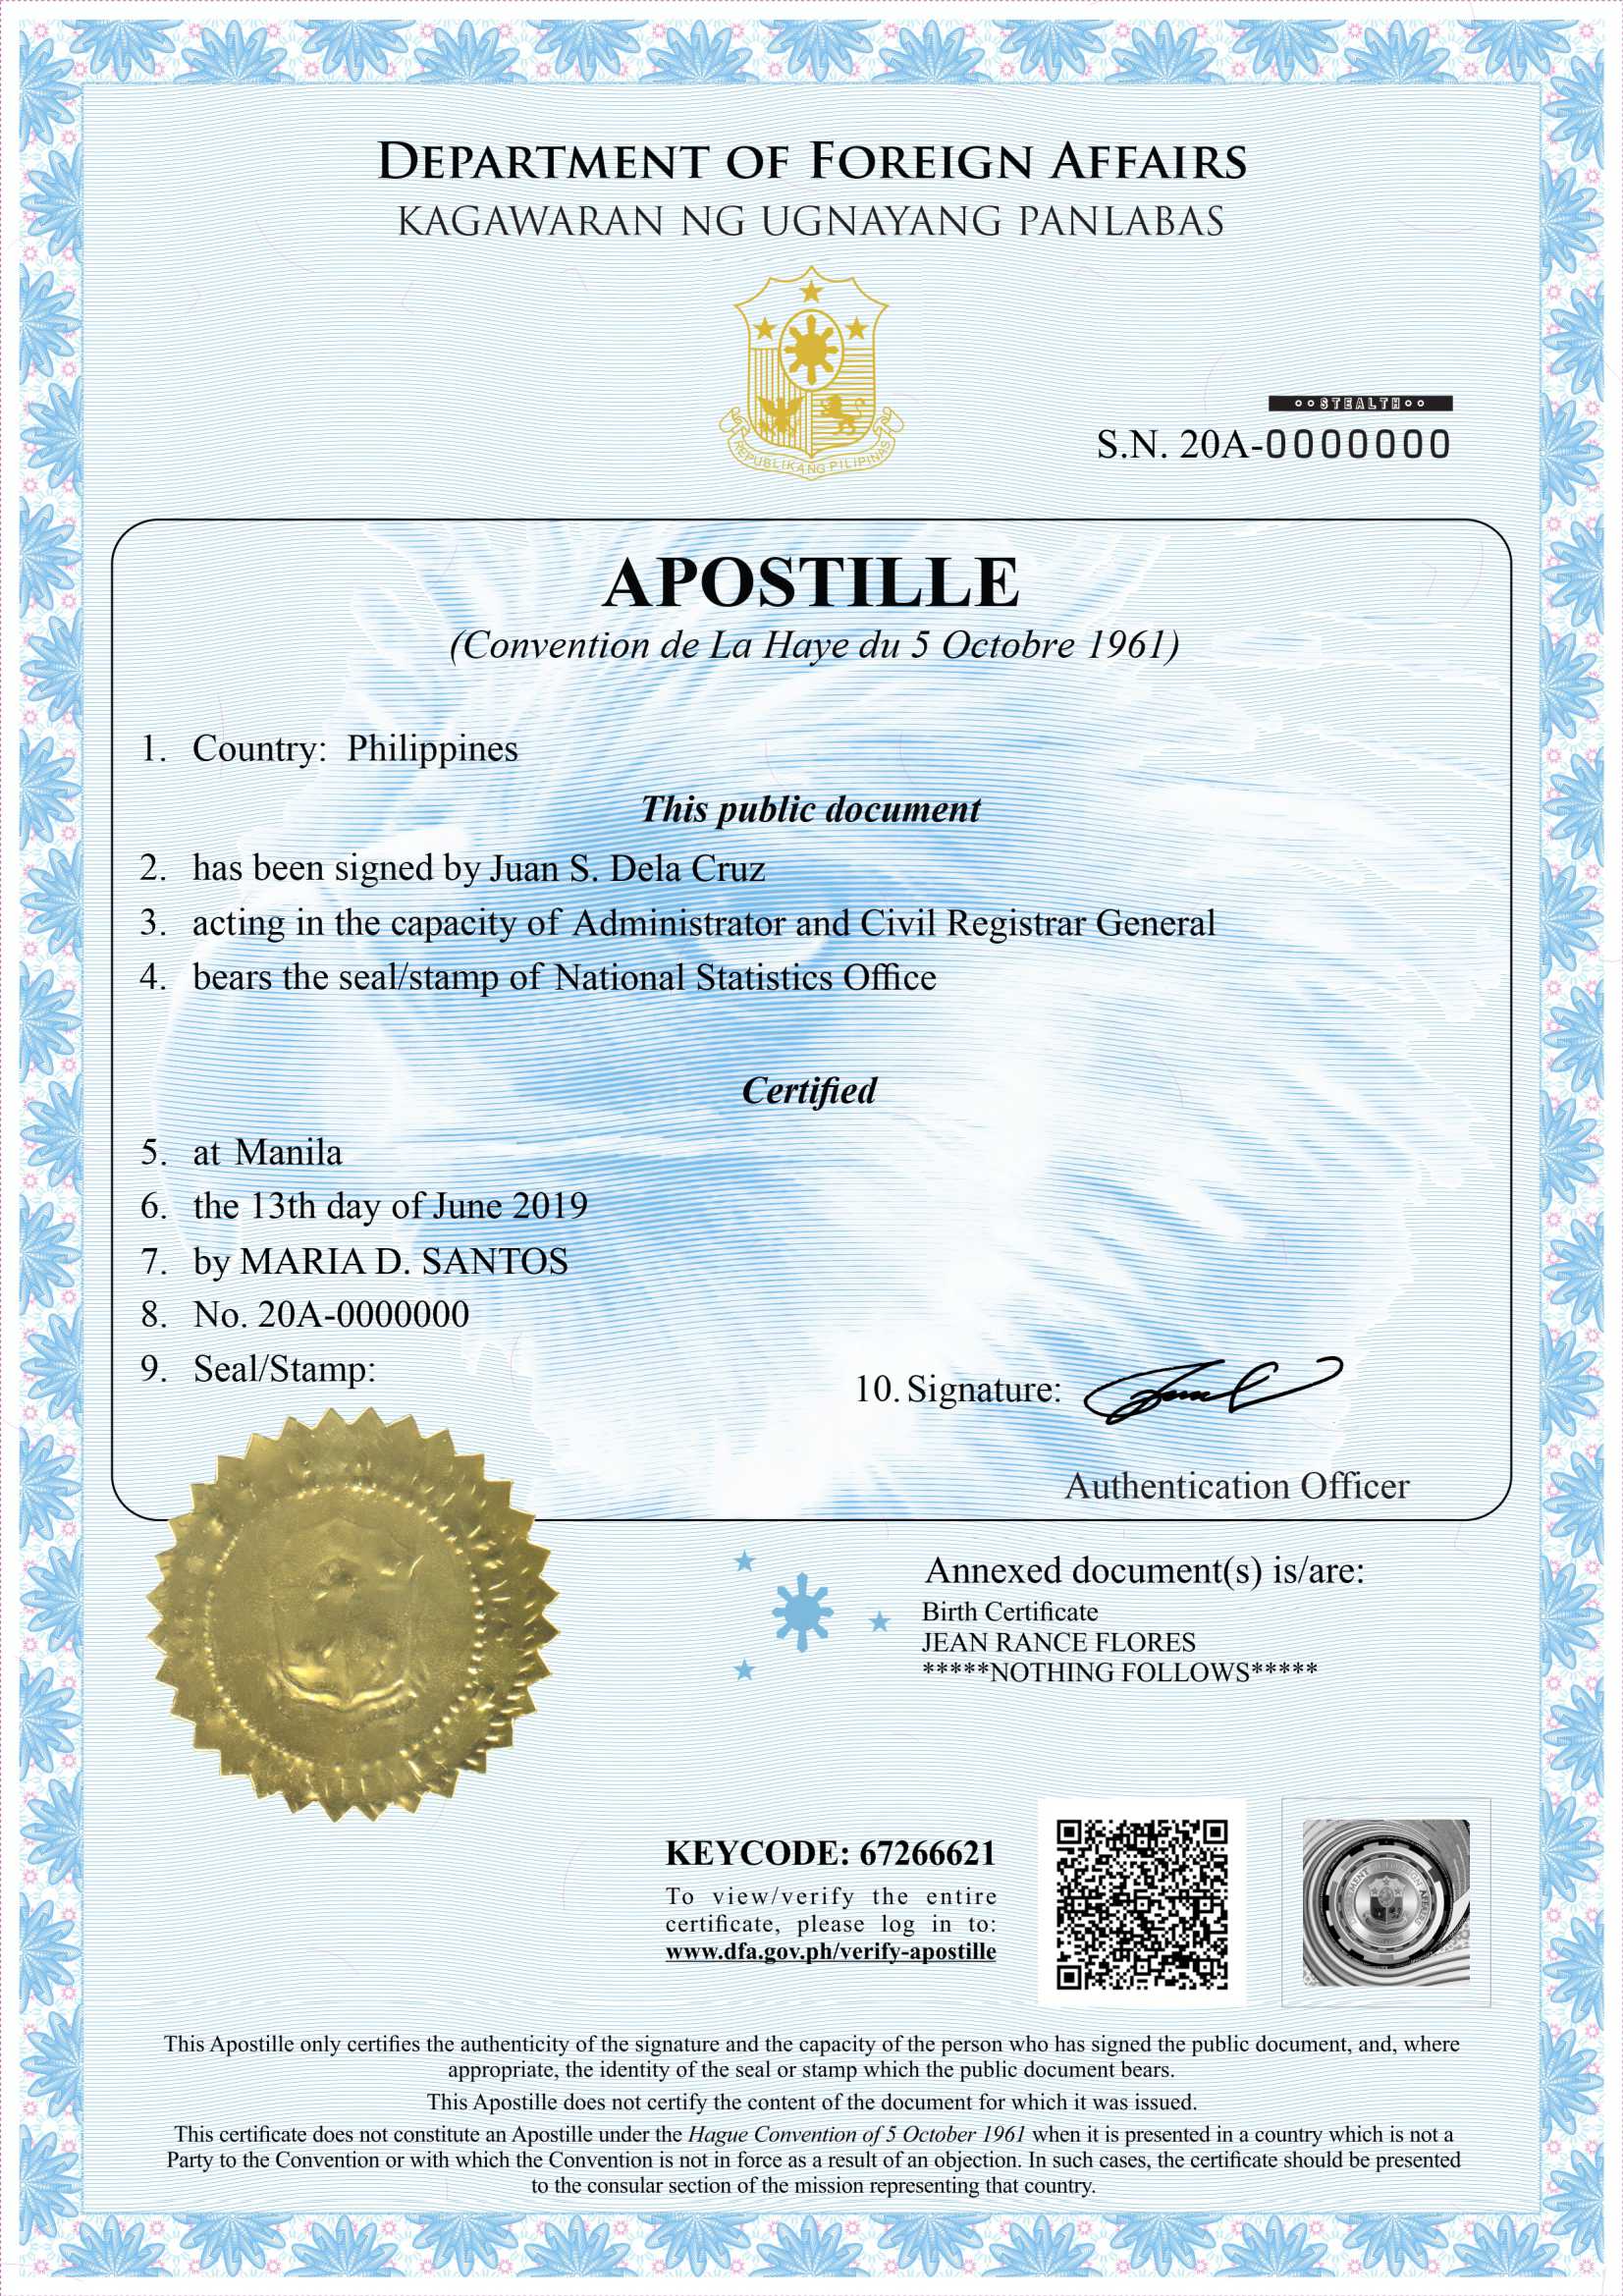 DEPARTMENT OF FOREIGN AFFAIRS
KAGAWARAN NG UGNAYANG PANLABAS
REPUBLIKA NG PILIPINAS
STEALTH
S.N. 20A-0000000
APOSTILLE
(Convention de La Haye du 5 Octobre 1961)
1. Country: Philippines
This public document
2. has been signed by Juan S. Dela Cruz
3. acting in the capacity of Administrator and Civil Registrar General
4. bears the seal/stamp of National Statistics Office
Certified
5. at Manila
6. the 13th day of June 2019
7. by MARIA D. SANTOS
8. No. 20A-0000000
9. Seal/Stamp:
10. Signature:
Authentication Officer
Annexed document(s) is/are:
Birth Certificate
JEAN RANCE FLORES
*****NOTHING FOLLOWS*****
KEYCODE: 67266621
To view/verify the entire
certificate, please log in to:
www.dfa.gov.ph/verify-apostille
This Apostille only certifies the authenticity of the signature and the capacity of the person who has signed the public document, and, where
appropriate, the identity of the seal or stamp which the public document bears.
This Apostille does not certify the content of the document for which it was issued.
This certificate does not constitute an Apostille under the Hague Convention of 5 October 1961 when it is presented in a country which is not a
Party to the Convention or with which the Convention is not in force as a result of an objection. In such cases, the certificate should be presented
to the consular section of the mission representing that country.